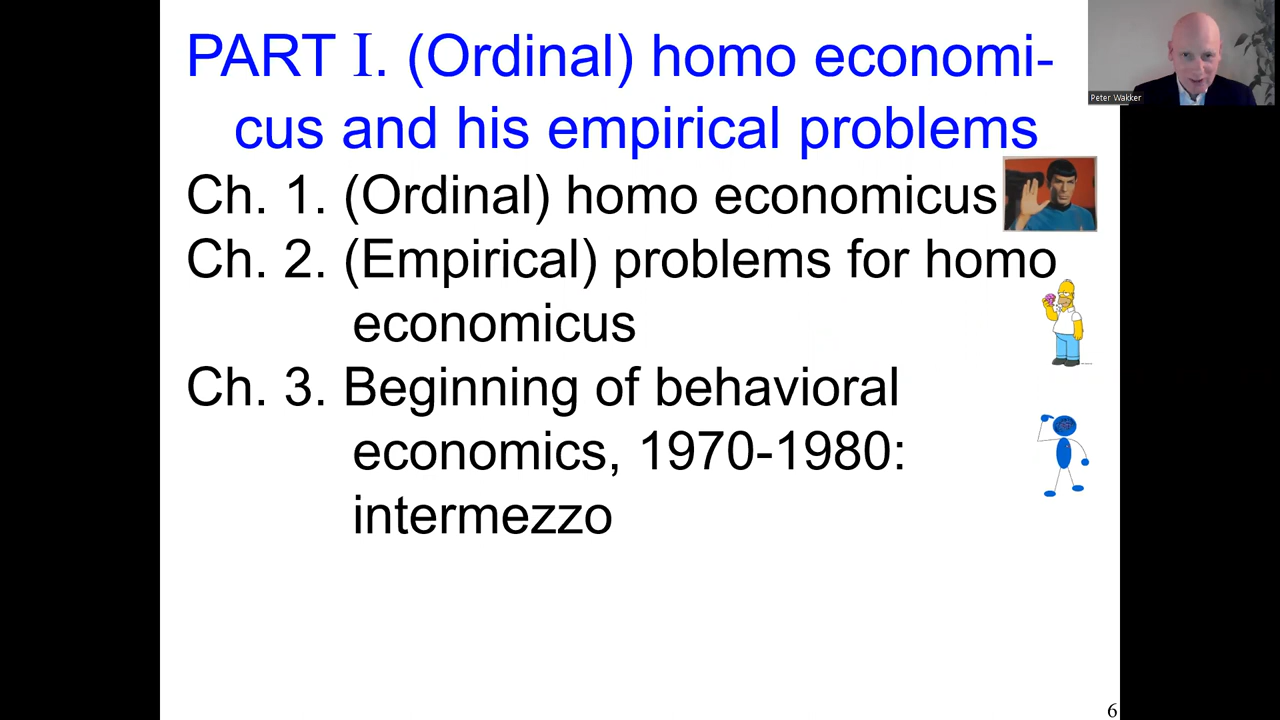 PART I. (Ordinal) homo economi-
cus and his empirical problems
Ch. 1. (Ordinal) homo economicus
Ch. 2. (Empirical) problems for homo
economicus
Ch. 3. Beginning of behavioral
economics, 1970-1980:
intermezzo
Peter Wakker
6